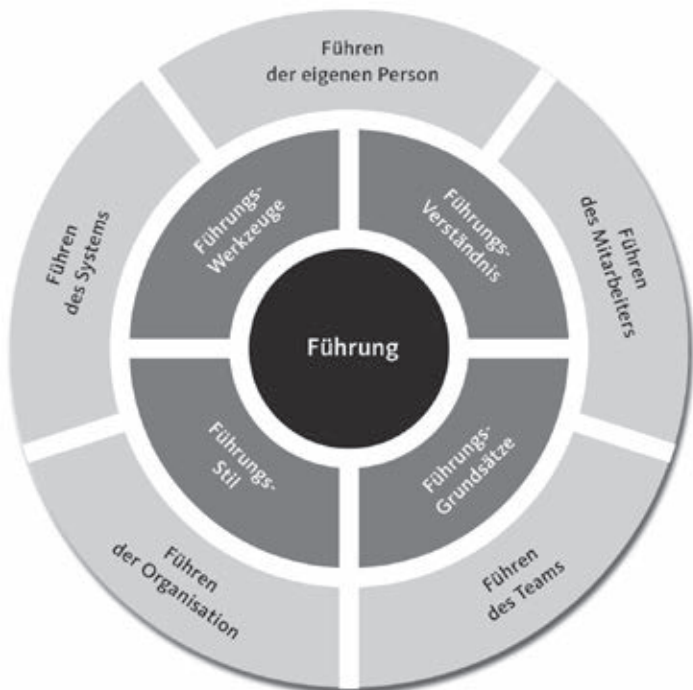 Führen
der eigenen Person
Führen
des Mitarbeiters
Führen
des Teams
Führen
der Organisation
Führen
des Systems
Führungs-
Werkzeuge
Führungs-
Verständnis
Führungs-
Grundsätze
Führungs-
Stil
Führung